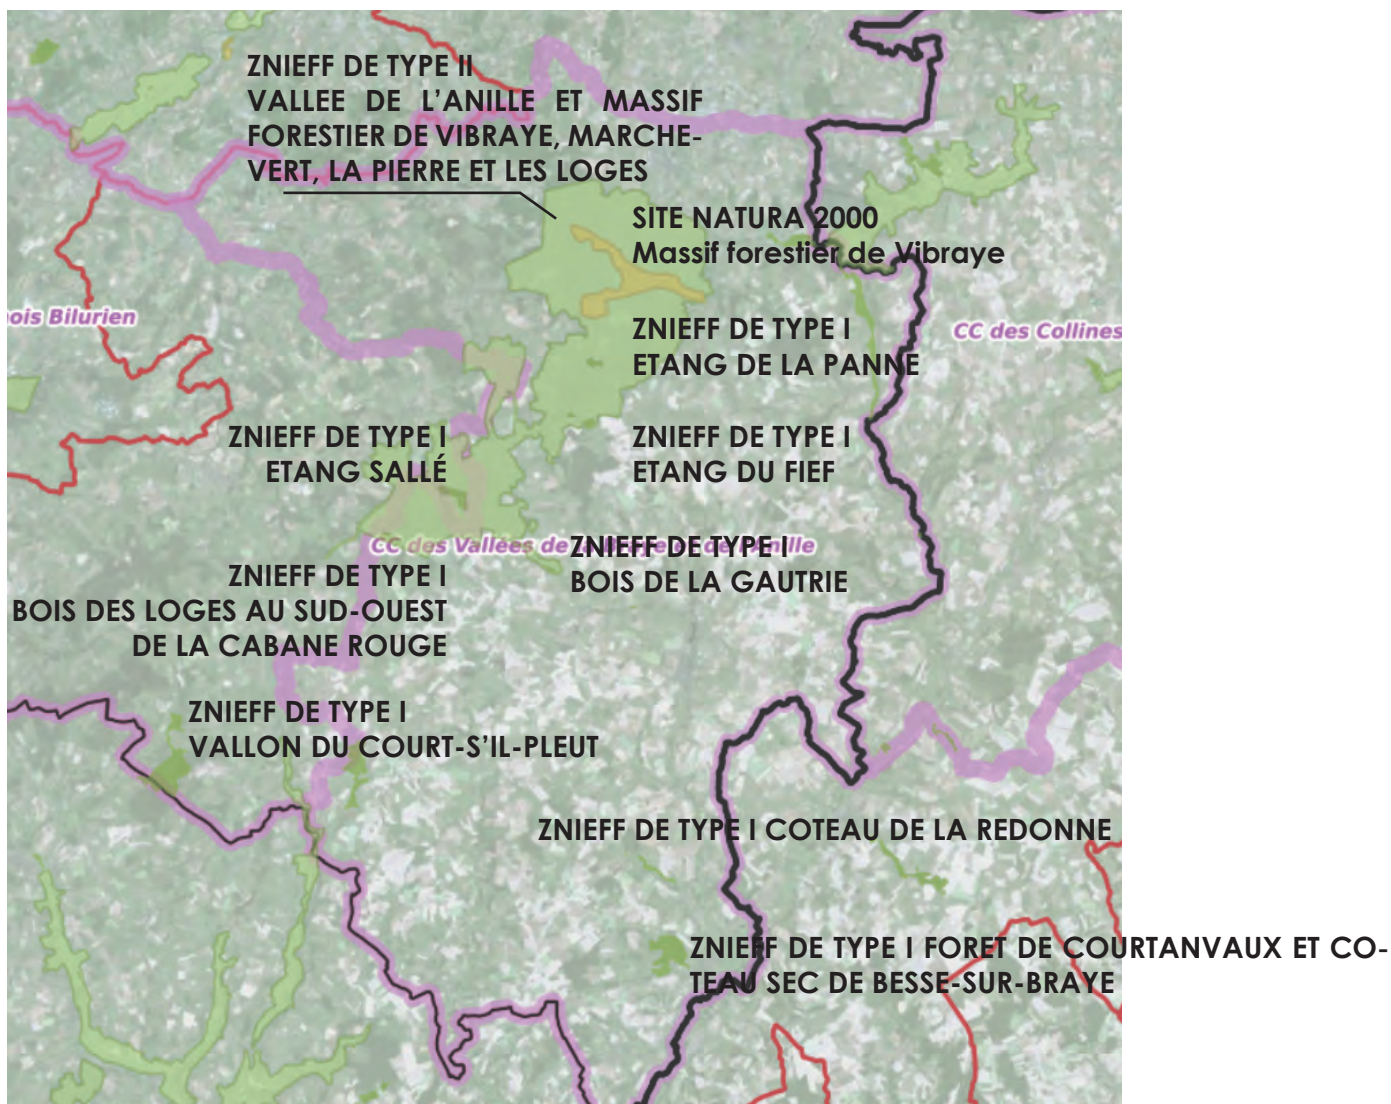 ZNIEFF DE TYPE II
VALLEE DE L'ANILLE ET MASSIF
FORESTIER DE VIBRAYE, MARCHE-
VERT, LA PIERRE ET LES LOGES
SITE NATURA 2000
Massif forestier de Vibraye
ois Bilurien
ZNIEFF DE TYPE I
ETANG DE LA PANNE
CC des Collines
ZNIEFF DE TYPE I
ETANG SALLÉ
ZNIEFF DE TYPE I
ETANG DU FIEF
CC des Vallées de la Braye et de l'Anille
ZNIEFF DE TYPE I
BOIS DE LA GAUTRIE
ZNIEFF DE TYPE I
BOIS DES LOGES AU SUD-OUEST
DE LA CABANE ROUGE
ZNIEFF DE TYPE I
VALLON DU COURT-S'IL-PLEUT
ZNIEFF DE TYPE I COTEAU DE LA REDONNE
ZNIEFF DE TYPE I FORET DE COURTANVAUX ET CO-
TEAU SEC DE BESSE-SUR-BRAYE